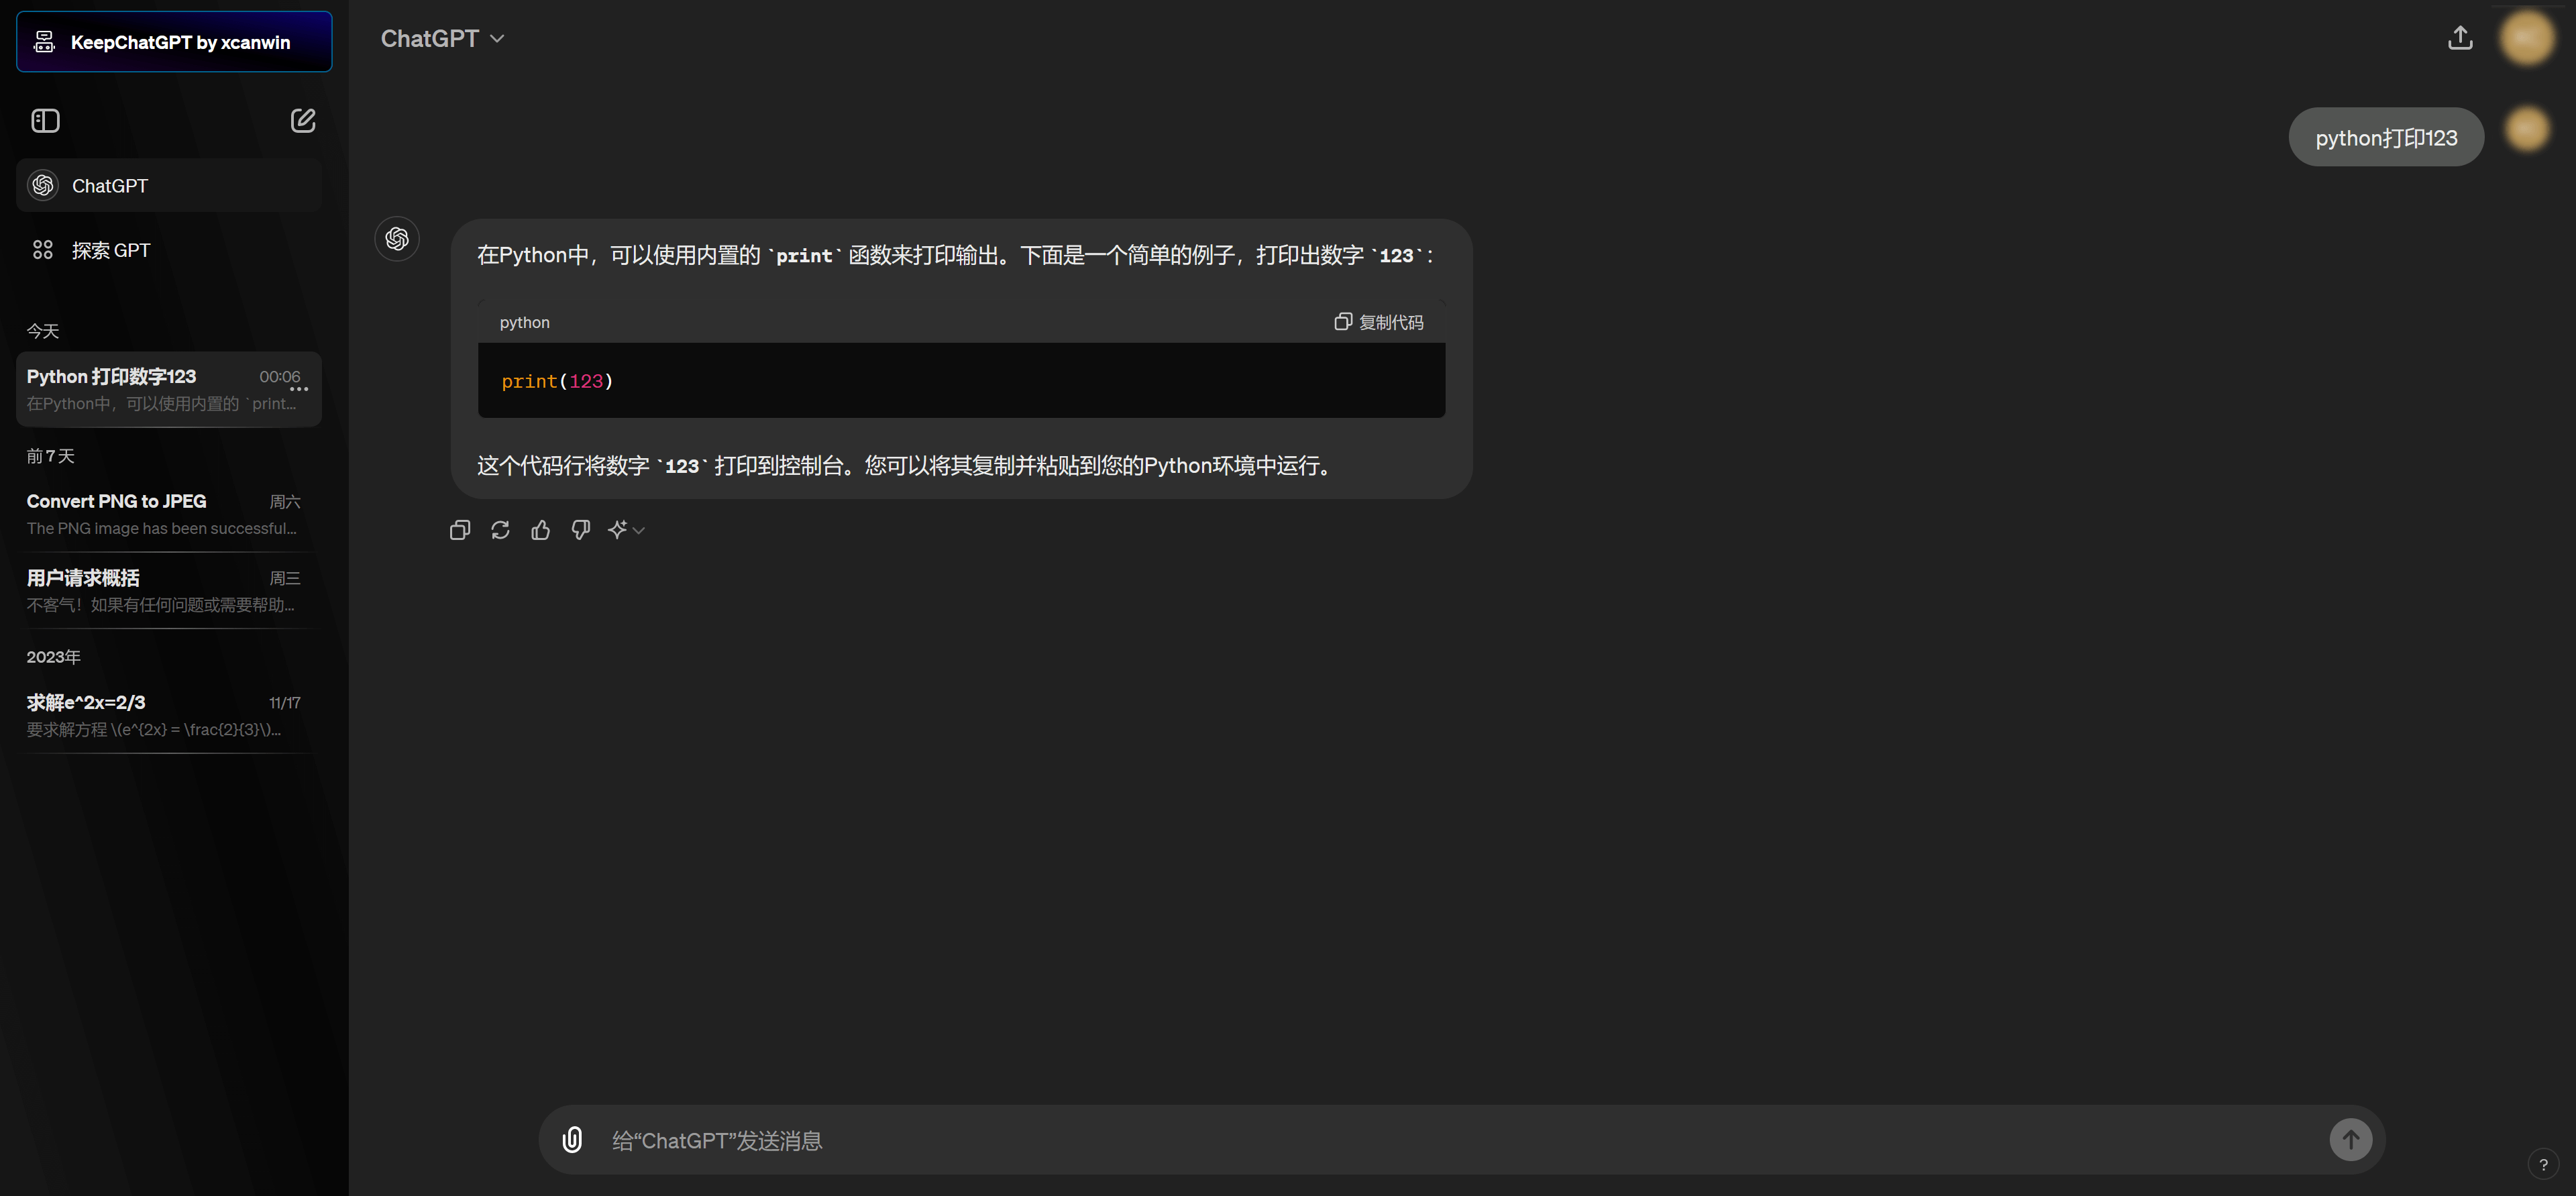 KeepChatGPT by xcanwin
ChatGPT
探索 GPT
今天
Python 打印数字123
00:06
在Python中，可以使用内置的 `print...
前 7 天
Convert PNG to JPEG
周六
The PNG image has been successful...
用户请求概括
周三
不客气！如果有任何问题或需要帮助...
2023年
求解e^2x=2/3
11/17
要求解方程 \(e^{2x} = \frac{2}{3}\)...
ChatGPT
python打印123
在Python中，可以使用内置的 `print` 函数来打印输出。下面是一个简单的例子，打印出数字 `123`：
python
复制代码
print(123)
这个代码行将数字 `123` 打印到控制台。您可以将其复制并粘贴到您的Python环境中运行。
给“ChatGPT”发送消息
?